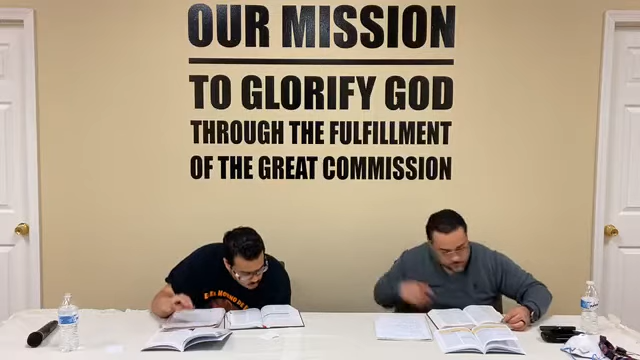 OUR MISSION
TO GLORIFY GOD
THROUGH THE FULFILLMENT
OF THE GREAT COMMISSION